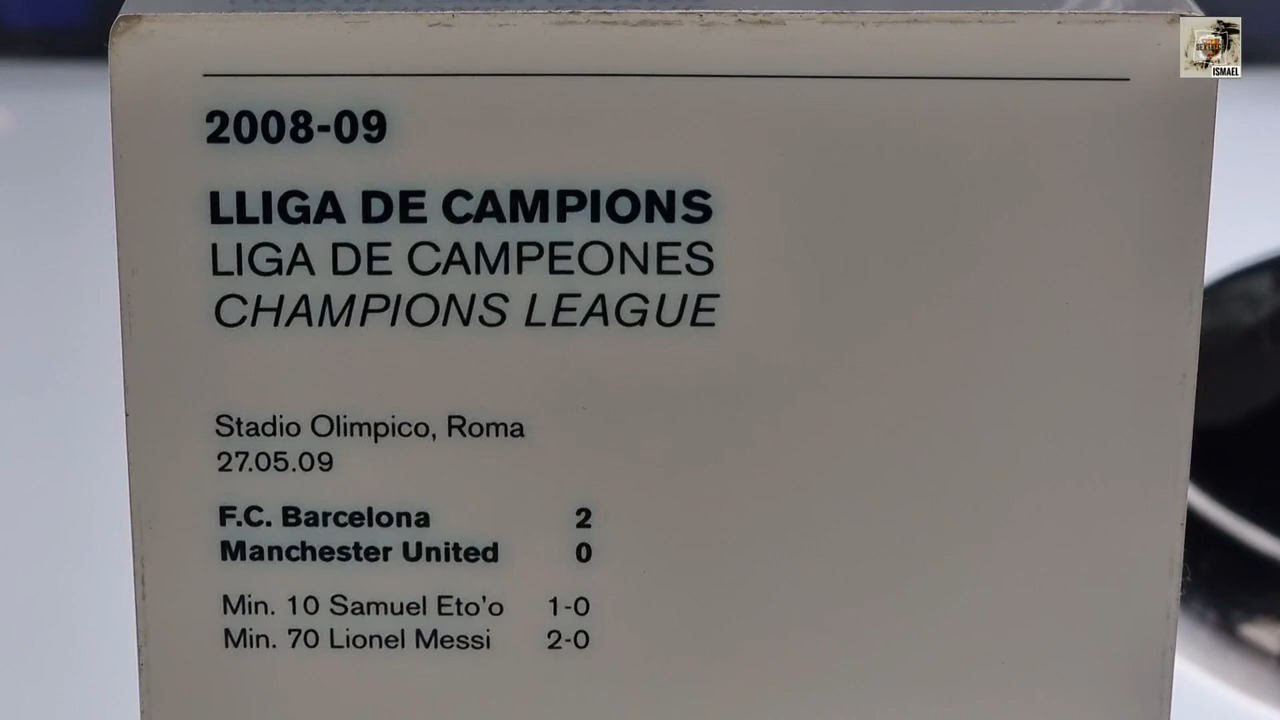 2008-09
LLIGA DE CAMPIONS
LIGA DE CAMPEONES
CHAMPIONS LEAGUE
Stadio Olimpico, Roma
27.05.09
F.C. Barcelona 2
Manchester United 0
Min. 10 Samuel Eto'o 1-0
Min. 70 Lionel Messi 2-0
ISMAEL